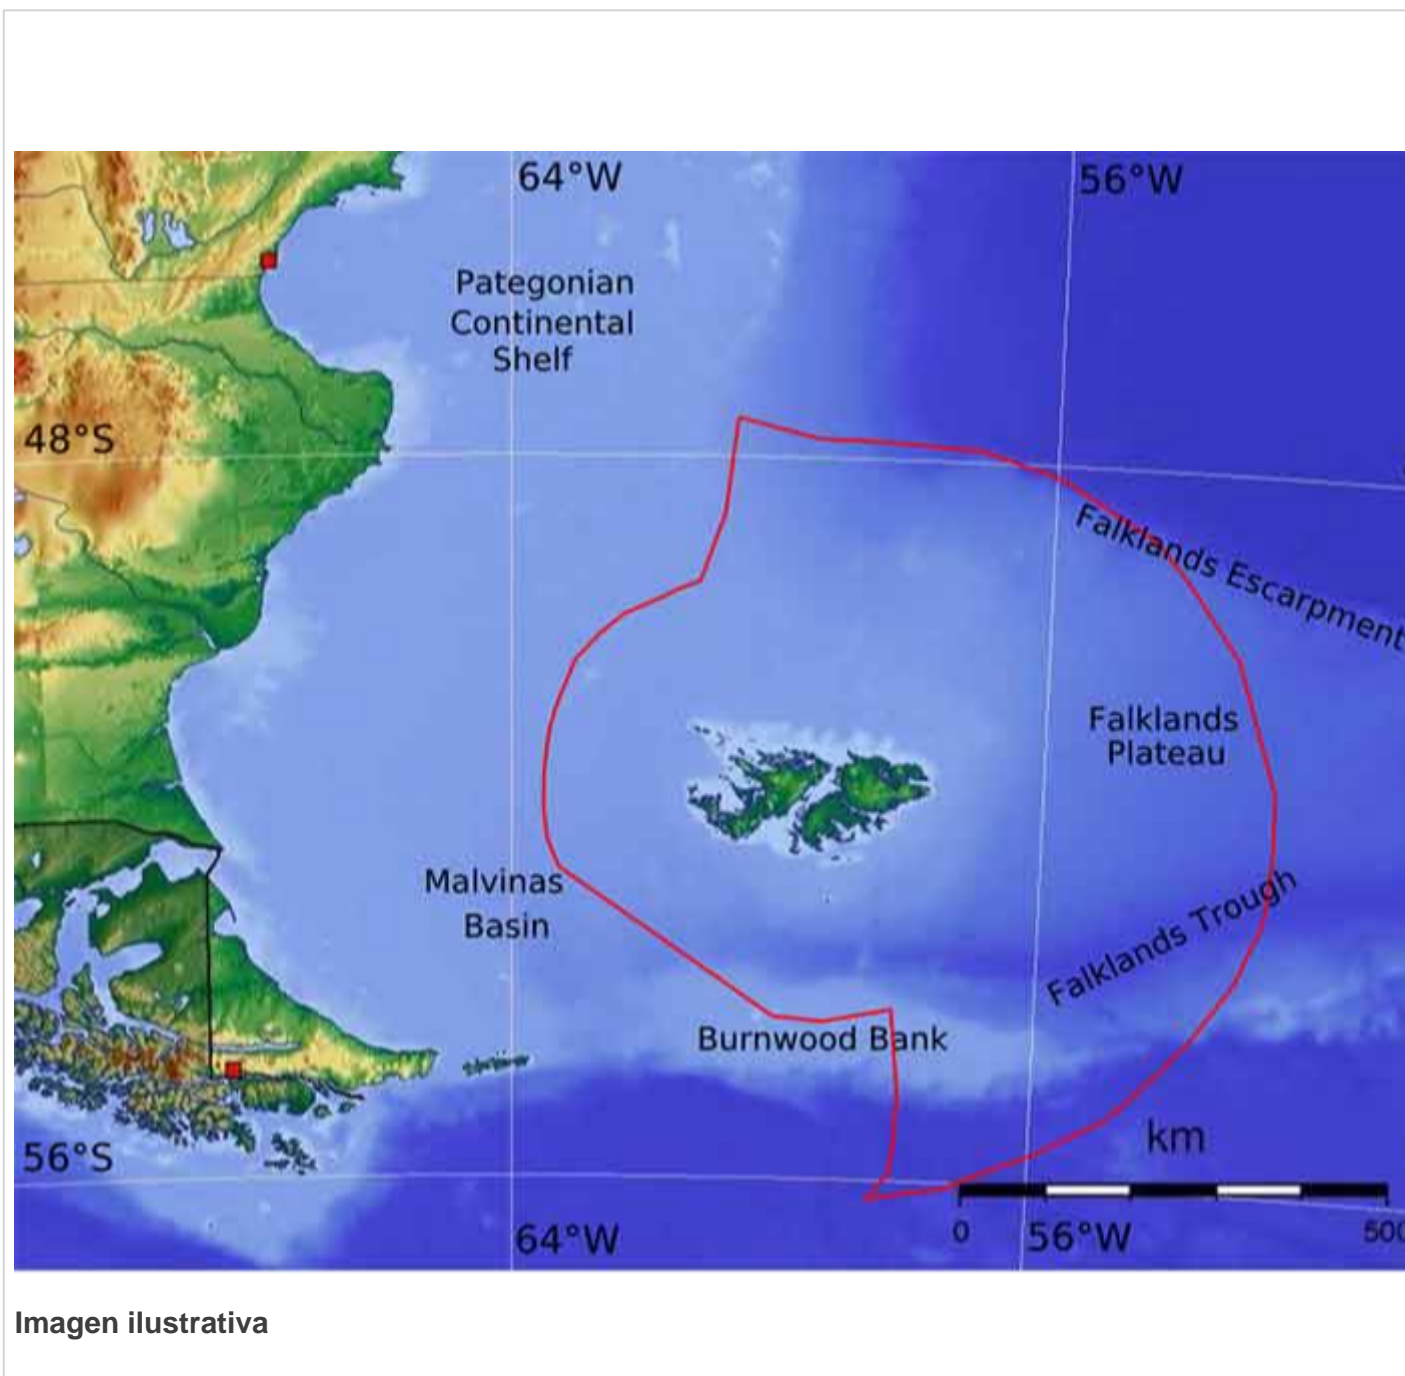 64°W
56°W
Pategonian
Continental
Shelf
48°S
Falklands Escarpment
Falklands
Plateau
Malvinas
Basin
Falklands Trough
Burnwood Bank
56°S
km
0
500
64°W
56°W
Imagen ilustrativa